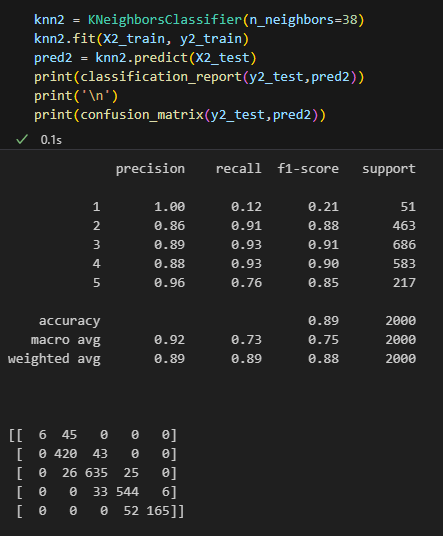 knn2 = KNeighborsClassifier(n_neighbors=38)
knn2.fit(X2_train, y2_train)
pred2 = knn2.predict(X2_test)
print(classification_report(y2_test,pred2))
print('\n')
print(confusion_matrix(y2_test,pred2))
✓ 0.1s
precision recall f1-score support
1 1.00 0.12 0.21 51
2 0.86 0.91 0.88 463
3 0.89 0.93 0.91 686
4 0.88 0.93 0.90 583
5 0.96 0.76 0.85 217
accuracy 0.89 2000
macro avg 0.92 0.73 0.75 2000
weighted avg 0.89 0.89 0.88 2000
[[ 6 45 0 0 0]
[ 0 420 43 0 0]
[ 0 26 635 25 0]
[ 0 0 33 544 6]
[ 0 0 0 52 165]]